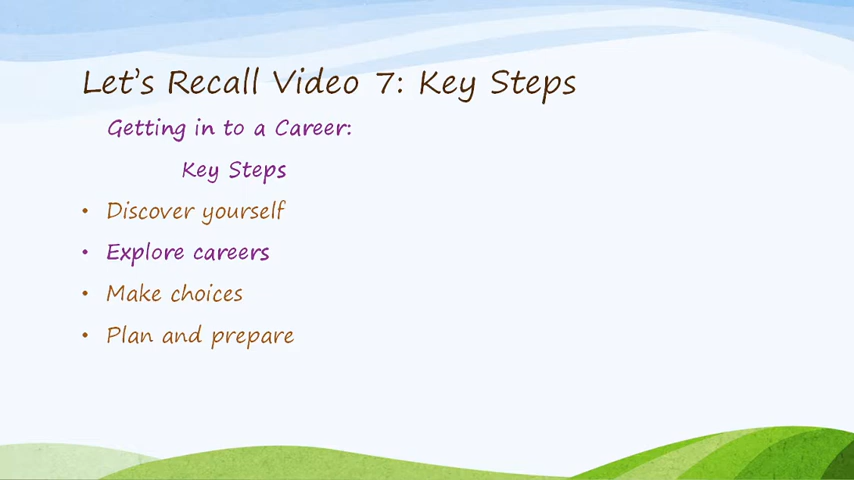 Let's Recall Video 7: Key Steps
Getting in to a Career:
Key Steps
• Discover yourself
• Explore careers
• Make choices
• Plan and prepare